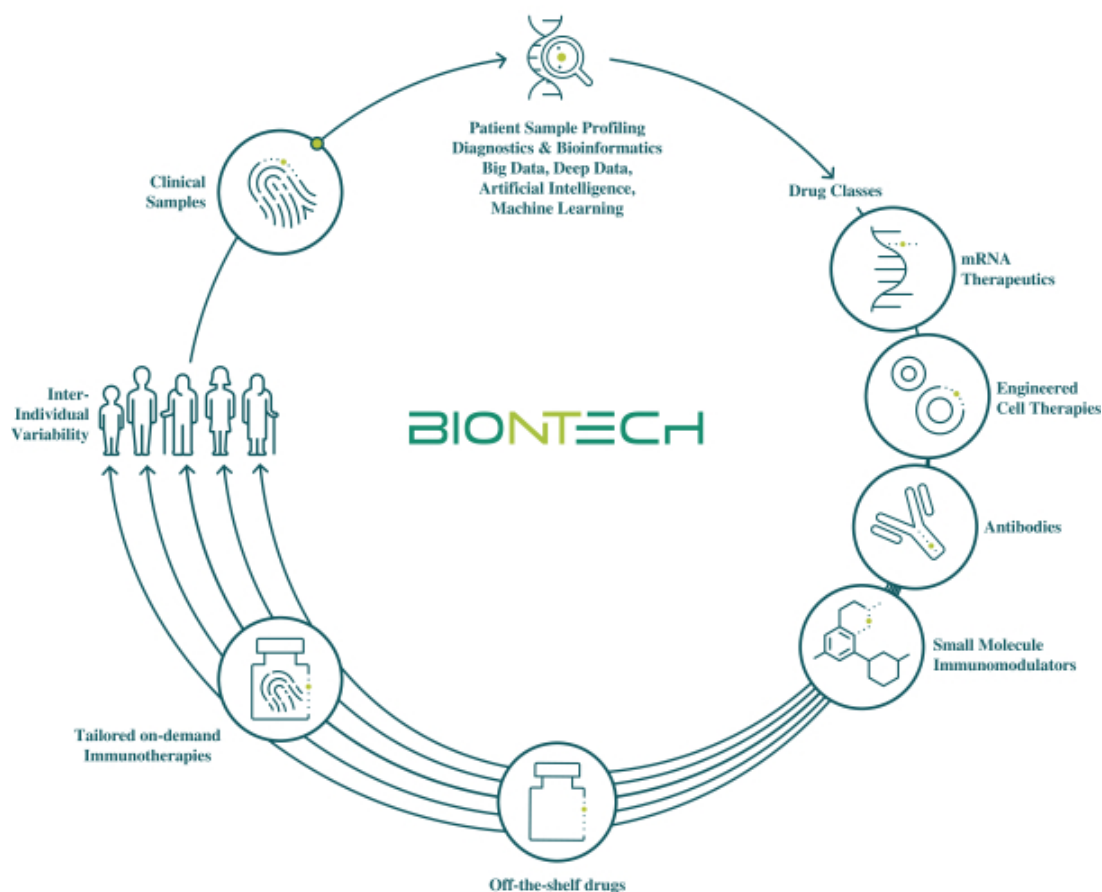 Patient Sample Profiling
Diagnostics & Bioinformatics
Big Data, Deep Data,
Artificial Intelligence,
Machine Learning
Clinical
Samples
Drug Classes
mRNA
Therapeutics
Inter-
Individual
Variability
BIONTECH
Engineered
Cell Therapies
Antibodies
Small Molecule
Immunomodulators
Tailored on-demand
Immunotherapies
Off-the-shelf drugs